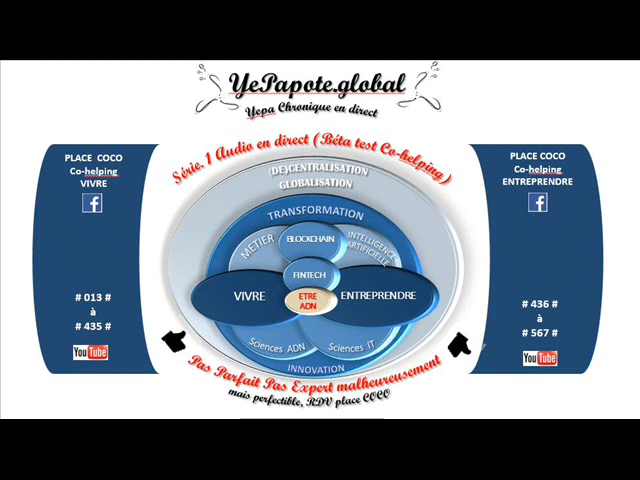 YePapote.global
Yepa Chronique en direct
Série, 1 Audio en direct (Béta test Co-helping)
PLACE COCO
Co-helping
VIVRE
# 013 #
à
# 435 #
YouTube
(DE)CENTRALISATION
GLOBALISATION
TRANSFORMATION
METIER
BLOCKCHAIN
INTELLIGENCE
ARTIFICIELLE
FINTECH
VIVRE
ETRE
ADN
ENTREPRENDRE
Sciences ADN
Sciences IT
INNOVATION
PLACE COCO
Co-helping
ENTREPRENDRE
# 436 #
à
# 567 #
YouTube
Pas Parfait Pas Expert malheureusement
mais perfectible, RDV place COCO